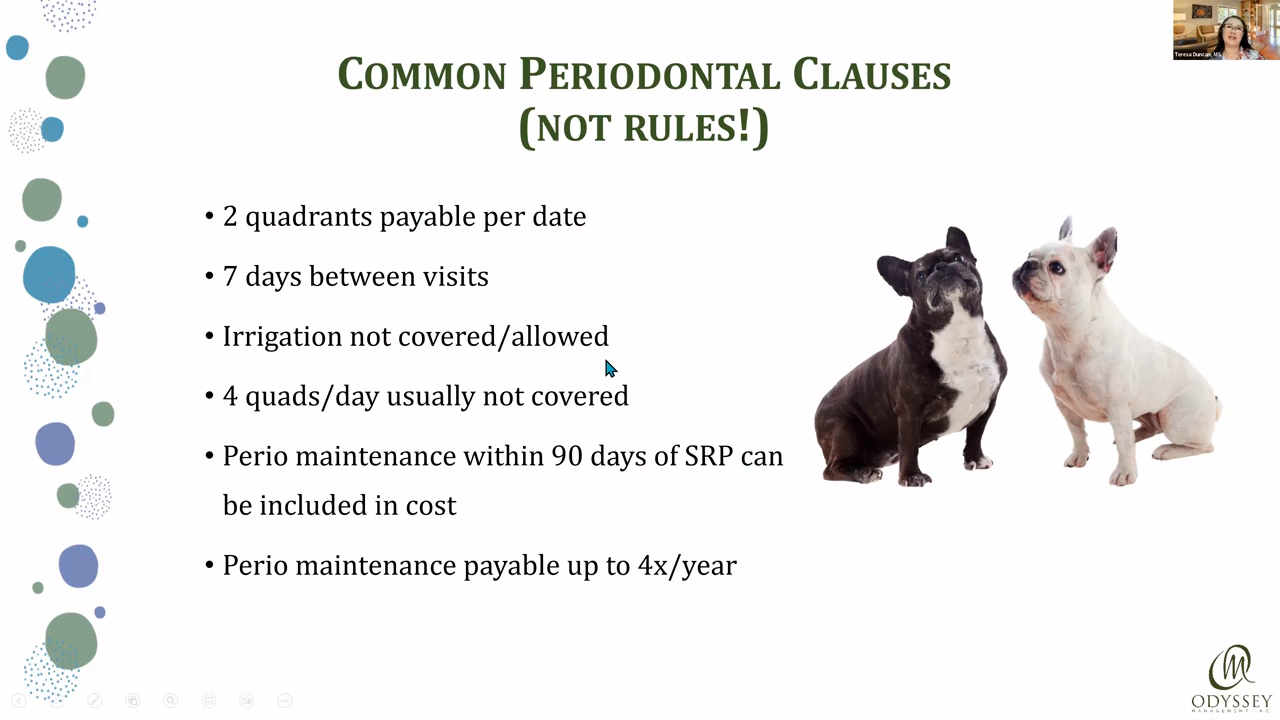 Teresa Duncan, MS
COMMON PERIODONTAL CLAUSES
(NOT RULES!)
• 2 quadrants payable per date
• 7 days between visits
• Irrigation not covered/allowed
• 4 quads/day usually not covered
• Perio maintenance within 90 days of SRP can
be included in cost
• Perio maintenance payable up to 4x/year
ODYSSEY